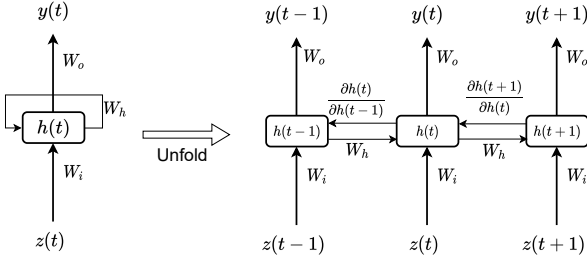 y(t) y(t−1) y(t) y(t+1)
W_o W_o W_o W_o
∂h(t)/∂h(t−1) ∂h(t+1)/∂h(t)
W_h
h(t) h(t−1) h(t) h(t+1)
Unfold W_h W_h
W_i W_i W_i W_i
z(t) z(t−1) z(t) z(t+1)